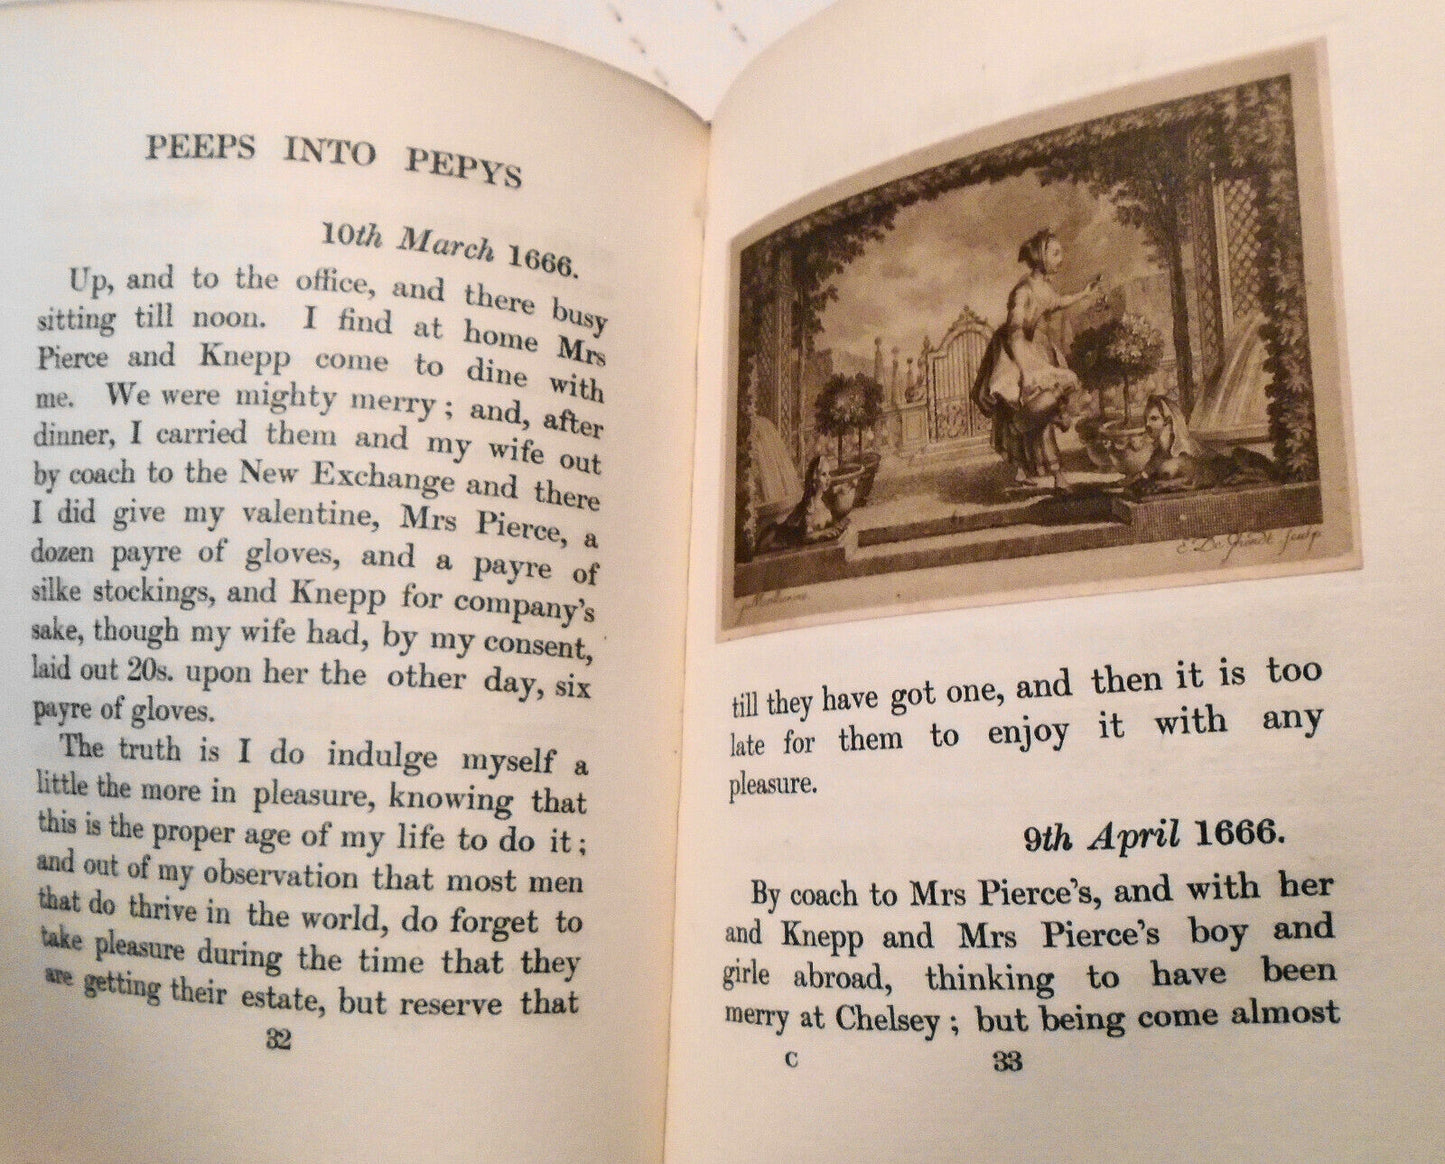 PEEPS INTO PEPYS
10th March 1666.
Up, and to the office, and there busy
sitting till noon. I find at home Mrs
Pierce and Knepp come to dine with
me. We were mighty merry; and, after
dinner, I carried them and my wife out
by coach to the New Exchange and there
I did give my valentine, Mrs Pierce, a
dozen payre of gloves, and a payre of
silke stockings, and Knepp for company's
sake, though my wife had, by my consent,
laid out 20s. upon her the other day, six
payre of gloves.
The truth is I do indulge myself a
little the more in pleasure, knowing that
this is the proper age of my life to do it;
and out of my observation that most men
that do thrive in the world, do forget to
take pleasure during the time that they
are getting their estate, but reserve that
32
De Ghendt sculp
till they have got one, and then it is too
late for them to enjoy it with any
pleasure.
9th April 1666.
By coach to Mrs Pierce's, and with her
and Knepp and Mrs Pierce's boy and
girle abroad, thinking to have been
merry at Chelsey; but being come almost
C 33